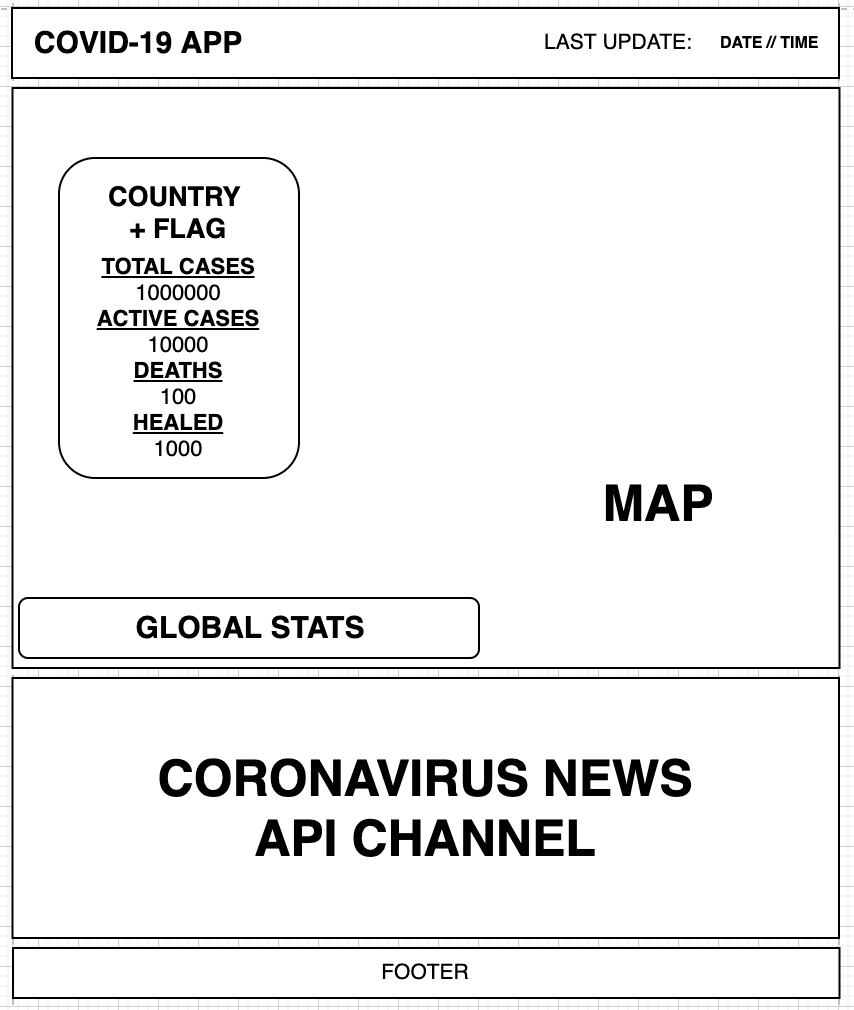 COVID-19 APP
LAST UPDATE: DATE // TIME
COUNTRY
+ FLAG
TOTAL CASES
1000000
ACTIVE CASES
10000
DEATHS
100
HEALED
1000
MAP
GLOBAL STATS
CORONAVIRUS NEWS
API CHANNEL
FOOTER